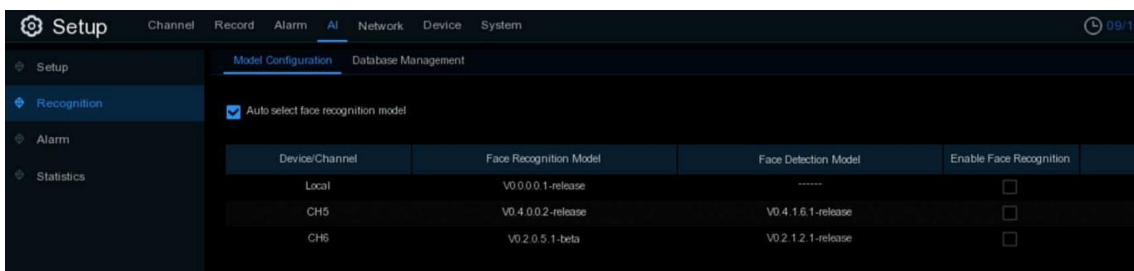 Setup Channel Record Alarm AI Network Device System 09/1
Setup
Model Configuration Database Management
Recognition
Auto select face recognition model
Alarm
Device/Channel Face Recognition Model Face Detection Model Enable Face Recognition
Statistics
Local V0.0.0.0.1-release ------
CH5 V0.4.0.0.2-release V0.4.1.6.1-release
CH6 V0.2.0.5.1-beta V0.2.1.2.1-release